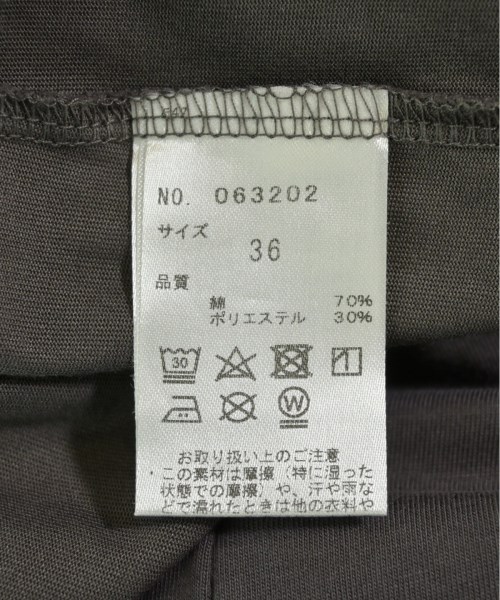 NO. 063202
サイズ
36
品質
綿 70%
ポリエステル 30%
30
W
お取り扱い上のご注意
・この素材は摩擦(特に湿った
状態での摩擦)や、汗や雨な
どで濡れたときは他の衣料や